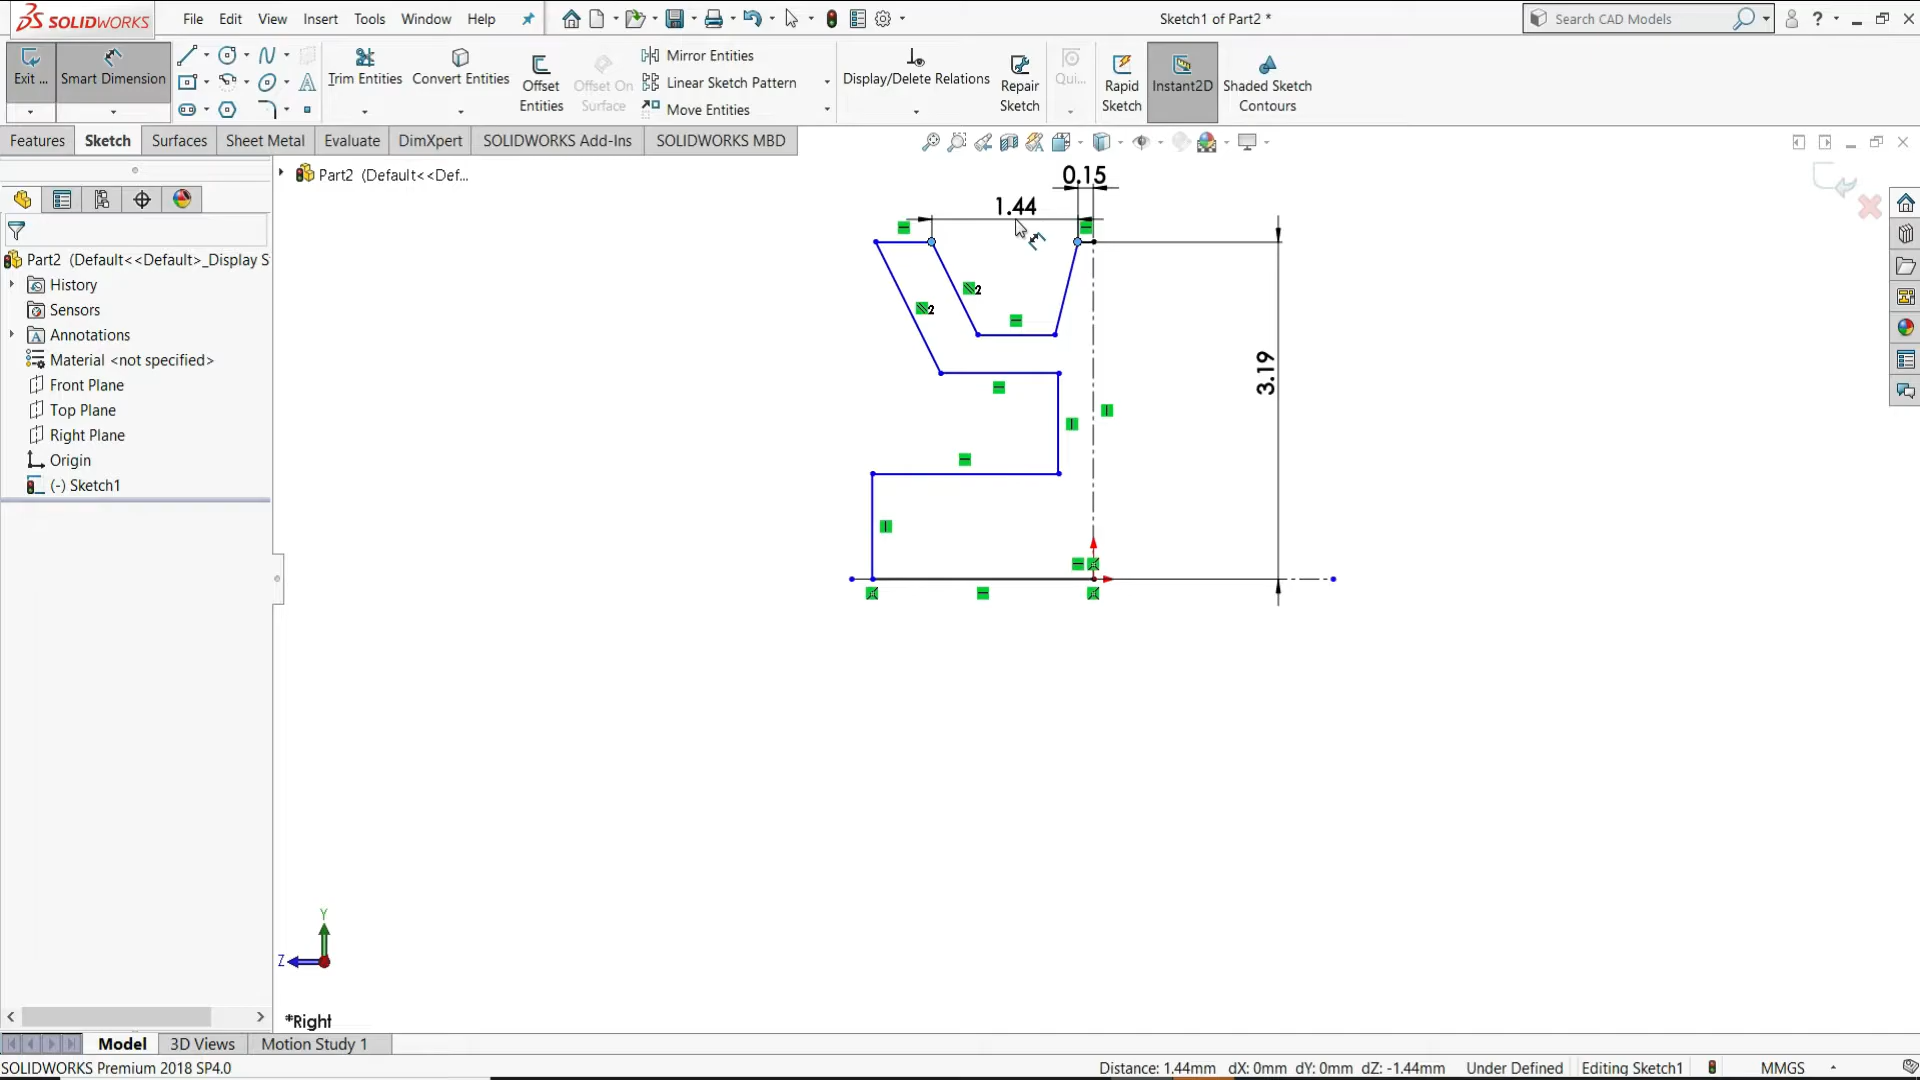 SOLIDWORKS
File Edit View Insert Tools Window Help
Sketch1 of Part2 *
Search CAD Models
Exit ...
Smart Dimension
Trim Entities
Convert Entities
Offset Entities
Offset On Surface
Mirror Entities
Linear Sketch Pattern
Move Entities
Display/Delete Relations
Repair Sketch
Qui...
Rapid Sketch
Instant2D
Shaded Sketch Contours
Features Sketch Surfaces Sheet Metal Evaluate DimXpert SOLIDWORKS Add-Ins SOLIDWORKS MBD
Part2 (Default<<Def...
Part2 (Default<<Default>_Display S
History
Sensors
Annotations
Material <not specified>
Front Plane
Top Plane
Right Plane
Origin
(-) Sketch1
0.15
1.44
2
2
3.19
Y
Z
*Right
Model 3D Views Motion Study 1
SOLIDWORKS Premium 2018 SP4.0
Distance: 1.44mm dX: 0mm dY: 0mm dZ: -1.44mm Under Defined Editing Sketch1 MMGS